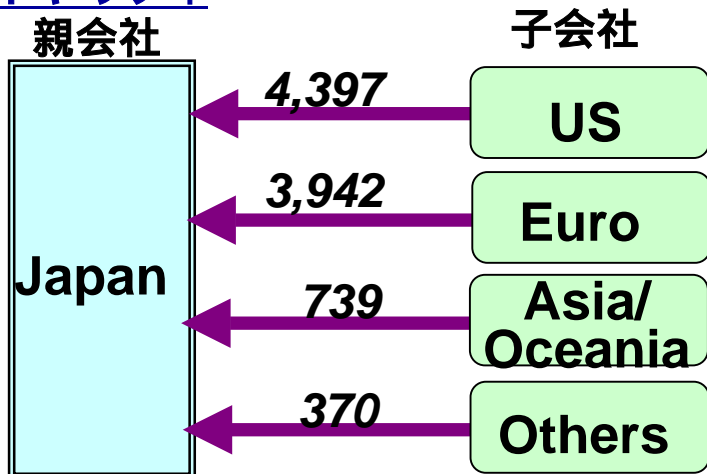 親会社
子会社
4,397
US
3,942
Euro
Japan
739
Asia/
Oceania
370
Others